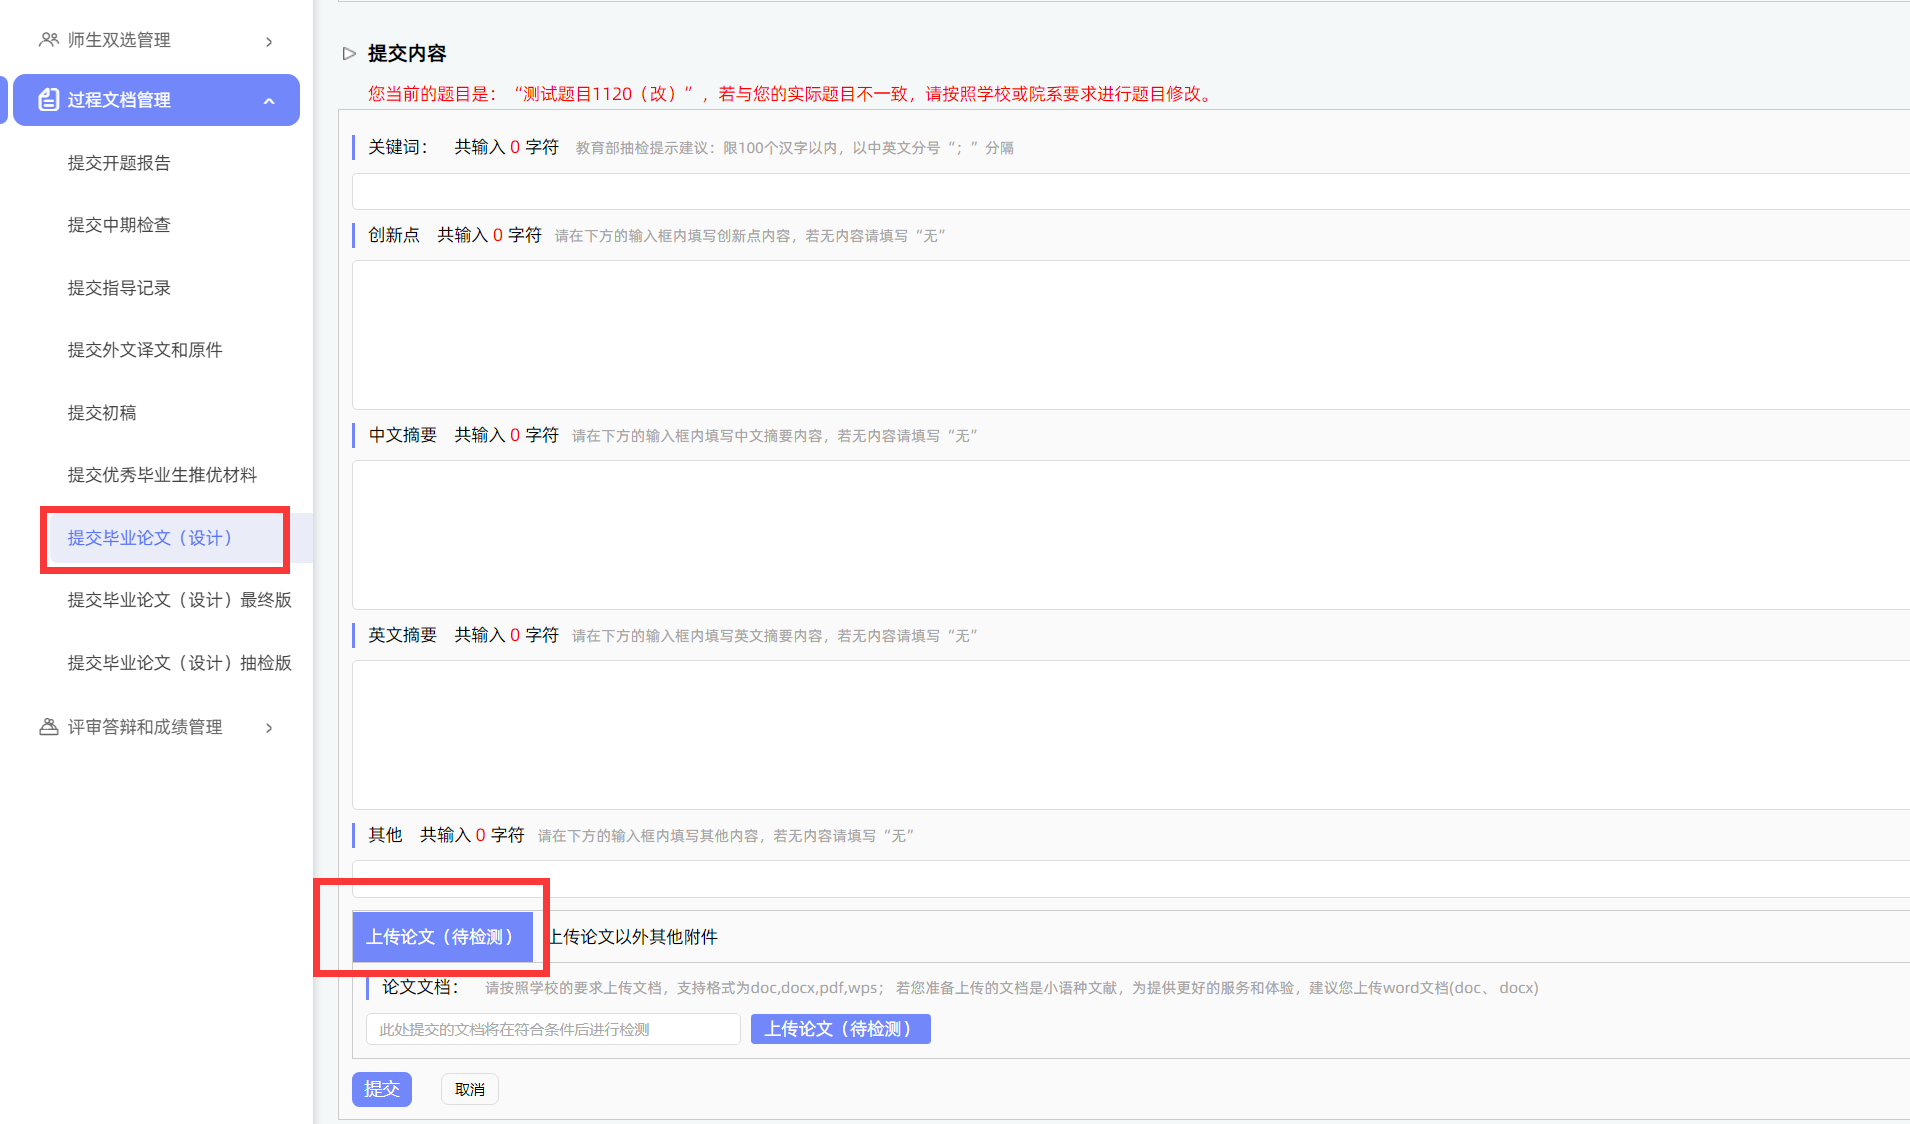 师生双选管理
过程文档管理
提交开题报告
提交中期检查
提交指导记录
提交外文译文和原件
提交初稿
提交优秀毕业生推优材料
提交毕业论文（设计）
提交毕业论文（设计）最终版
提交毕业论文（设计）抽检版
评审答辩和成绩管理
提交内容
您当前的题目是：“测试题目1120（改）”，若与您的实际题目不一致，请按照学校或院系要求进行题目修改。
关键词： 共输入 0 字符 教育部抽检提示建议：限100个汉字以内，以中英文分号“；”分隔
创新点 共输入 0 字符 请在下方的输入框内填写创新点内容，若无内容请填写“无”
中文摘要 共输入 0 字符 请在下方的输入框内填写中文摘要内容，若无内容请填写“无”
英文摘要 共输入 0 字符 请在下方的输入框内填写英文摘要内容，若无内容请填写“无”
其他 共输入 0 字符 请在下方的输入框内填写其他内容，若无内容请填写“无”
上传论文（待检测） 上传论文以外其他附件
论文文档： 请按照学校的要求上传文档，支持格式为doc,docx,pdf,wps； 若您准备上传的文档是小语种文献，为提供更好的服务和体验，建议您上传word文档(doc、docx)
此处提交的文档将在符合条件后进行检测 上传论文（待检测）
提交 取消